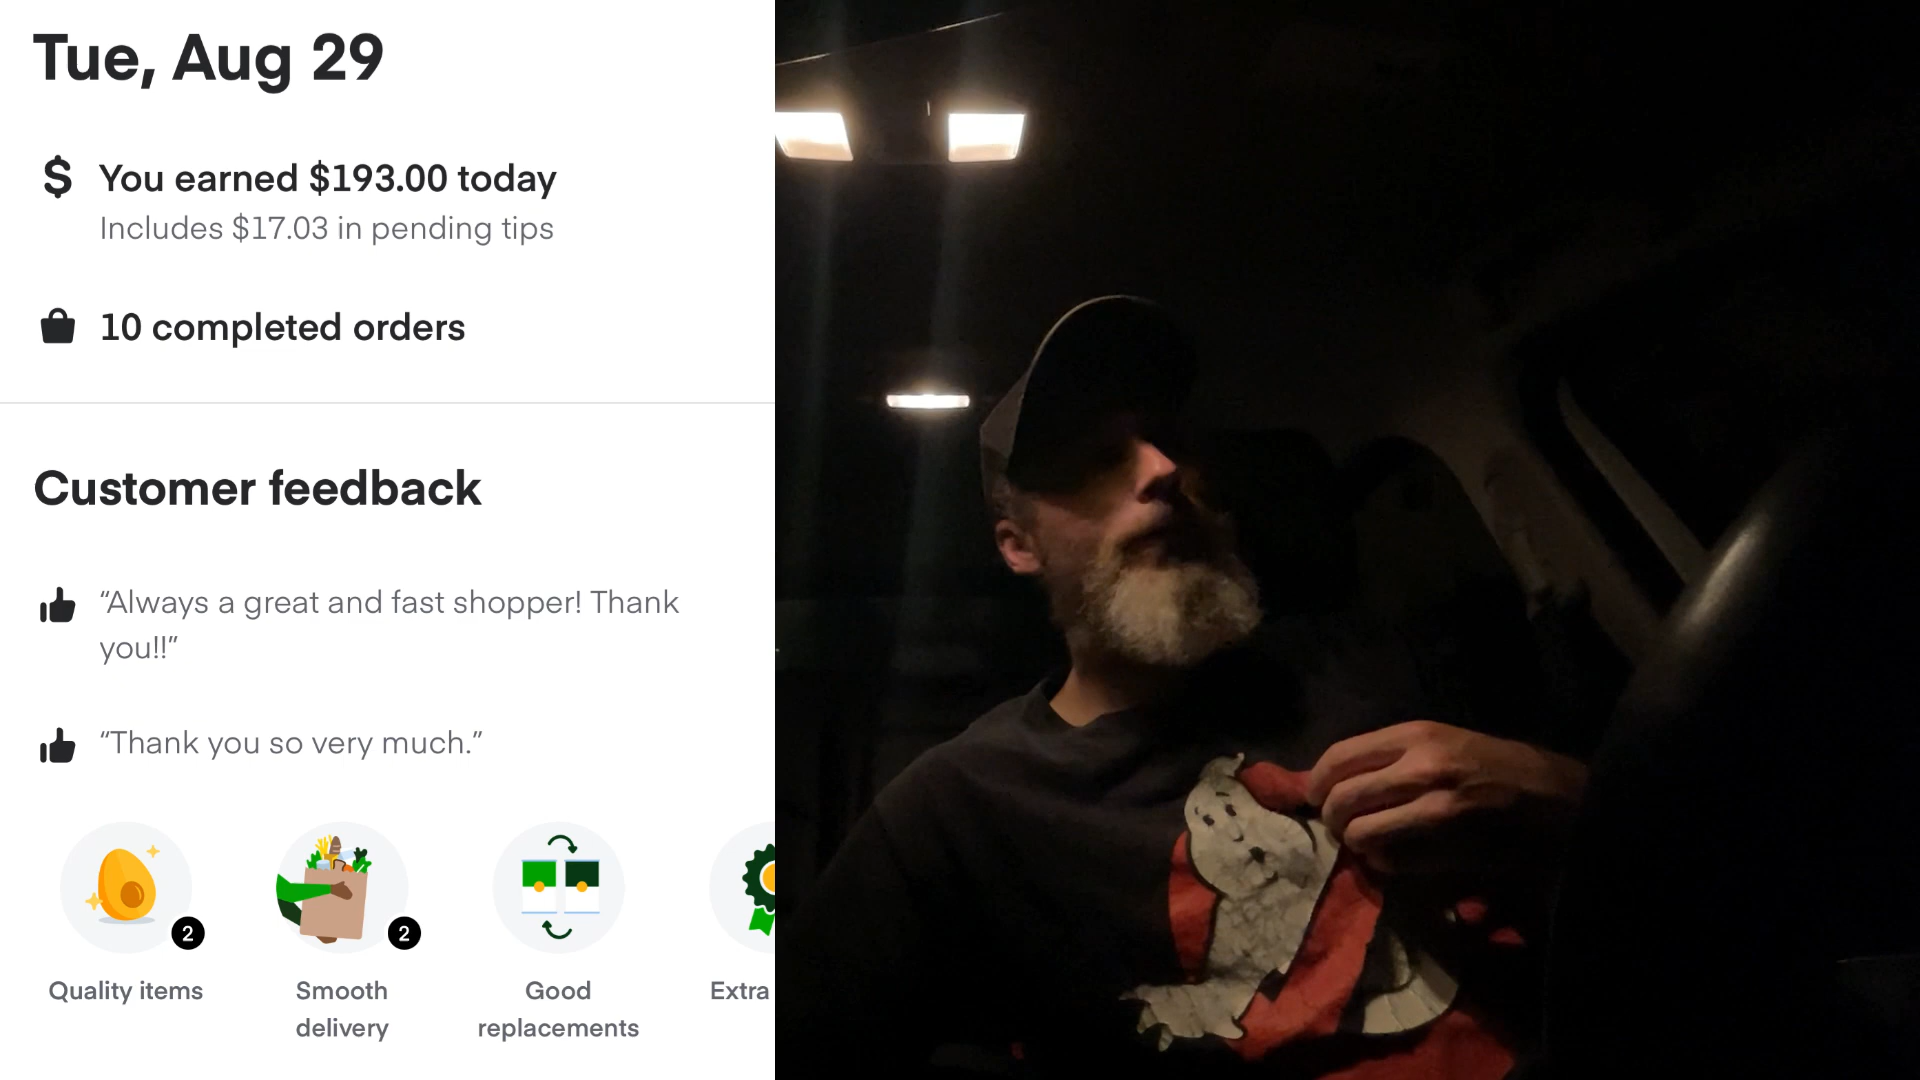 Tue, Aug 29
You earned $193.00 today
Includes $17.03 in pending tips
10 completed orders
Customer feedback
“Always a great and fast shopper! Thank
you!!”
“Thank you so very much.”
2
2
Quality items
Smooth
delivery
Good
replacements
Extra